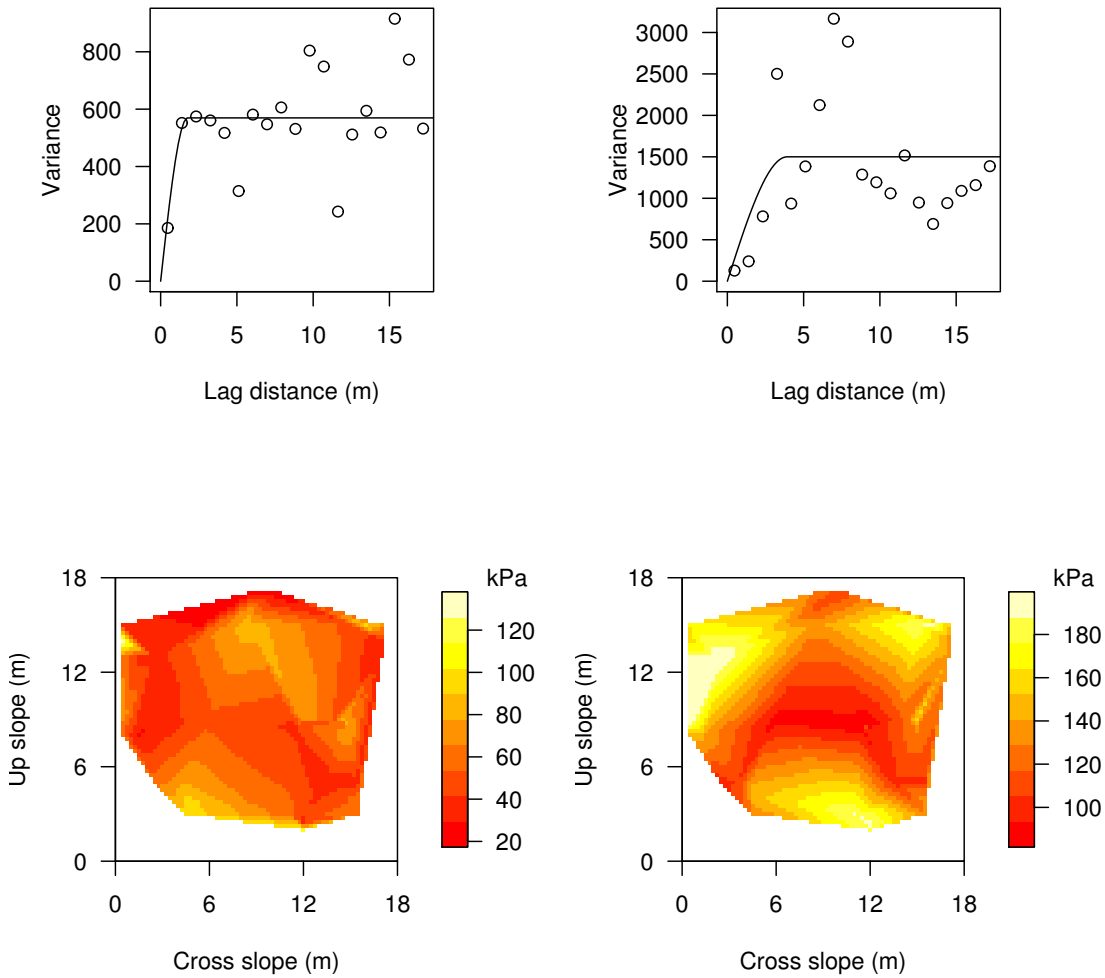 800
600
400
200
0
Variance
0 5 10 15
Lag distance (m)
3000
2500
2000
1500
1000
500
0
Variance
0 5 10 15
Lag distance (m)
18
12
6
0
Up slope (m)
0 6 12 18
Cross slope (m)
kPa
120
100
80
60
40
20
18
12
6
0
Up slope (m)
0 6 12 18
Cross slope (m)
kPa
180
160
140
120
100